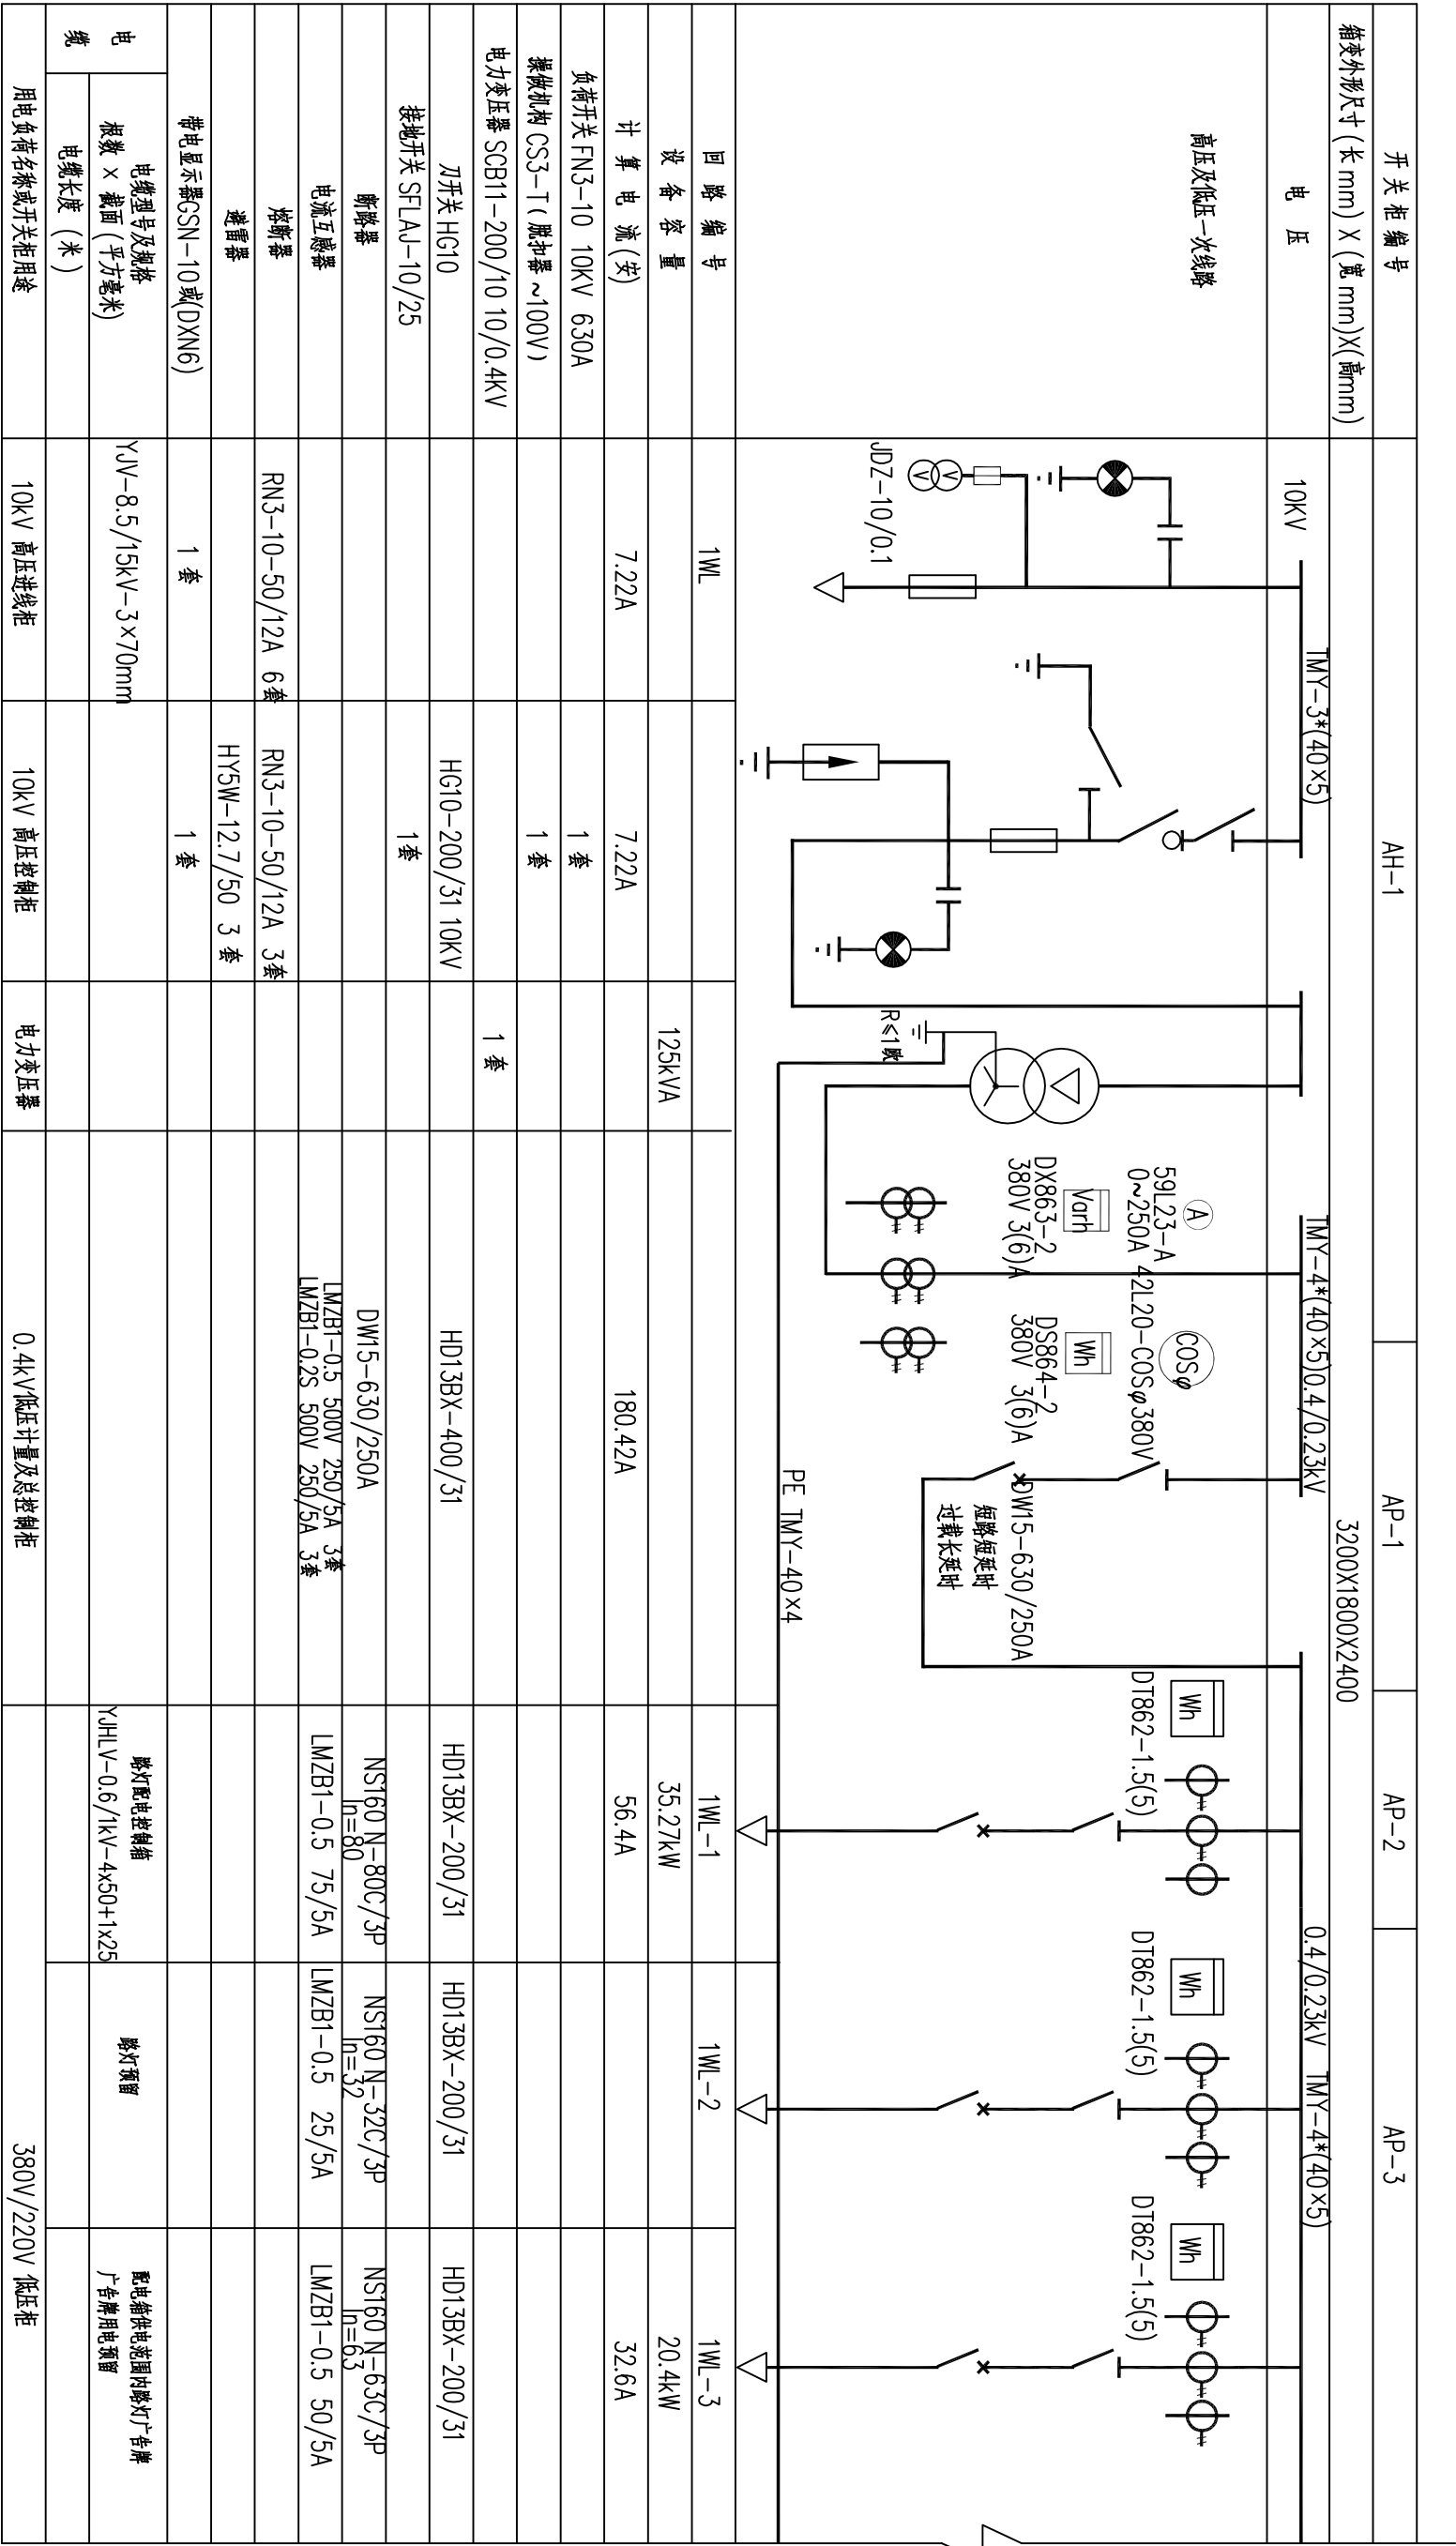 开关柜编号
AH-1
AP-1
AP-2
AP-3
箱变外形尺寸(长mm)X(宽mm)X(高mm)
3200X1800X2400
电压
10KV
TMY-3*(40×5)
TMY-4*(40×5)0.4/0.23kV
0.4/0.23kV TMY-4*(40×5)
高压及低压一次线路
JDZ-10/0.1
R≤1欧
A
59L23-A
0~250A
COSφ
42L20-COSφ380V
Varh
DX863-2
380V 3(6)A
Wh
DS864-2
380V 3(6)A
DW15-630/250A
短路短延时
过载长延时
PE TMY-40×4
Wh
DT862-1.5(5)
Wh
DT862-1.5(5)
Wh
DT862-1.5(5)
回路编号
1WL
1WL-1
1WL-2
1WL-3
设备容量
125kVA
35.27kW
20.4kW
计算电流(安)
7.22A
7.22A
180.42A
56.4A
32.6A
负荷开关 FN3-10 10KV 630A
1套
操做机构 CS3-T(脱扣器~100V)
1套
电力变压器 SCB11-200/10 10/0.4KV
1套
刀开关 HG10
HG10-200/31 10KV
HD13BX-400/31
HD13BX-200/31
HD13BX-200/31
HD13BX-200/31
接地开关 SFLAJ-10/25
1套
断路器
DW15-630/250A
NS160 N-80C/3P
In=80
NS160 N-32C/3P
In=32
NS160 N-63C/3P
In=63
电流互感器
LMZB1-0.5 500V 250/5A 3套
LMZB1-0.2S 500V 250/5A 3套
LMZB1-0.5 75/5A
LMZB1-0.5 25/5A
LMZB1-0.5 50/5A
熔断器
RN3-10-50/12A 6套
RN3-10-50/12A 3套
避雷器
HY5W-12.7/50 3套
带电显示器GSN-10或(DXN6)
1套
1套
电缆
电缆型号及规格
根数 X 截面(平方毫米)
YJV-8.5/15kV-3×70mm
路灯配电控制箱
YJHLV-0.6/1kV-4x50+1x25
路灯预留
配电箱供电范围内路灯广告牌
广告牌用电预留
电缆长度(米)
用电负荷名称或开关柜用途
10kV 高压进线柜
10kV 高压控制柜
电力变压器
0.4kV低压计量及总控制柜
380V/220V 低压柜